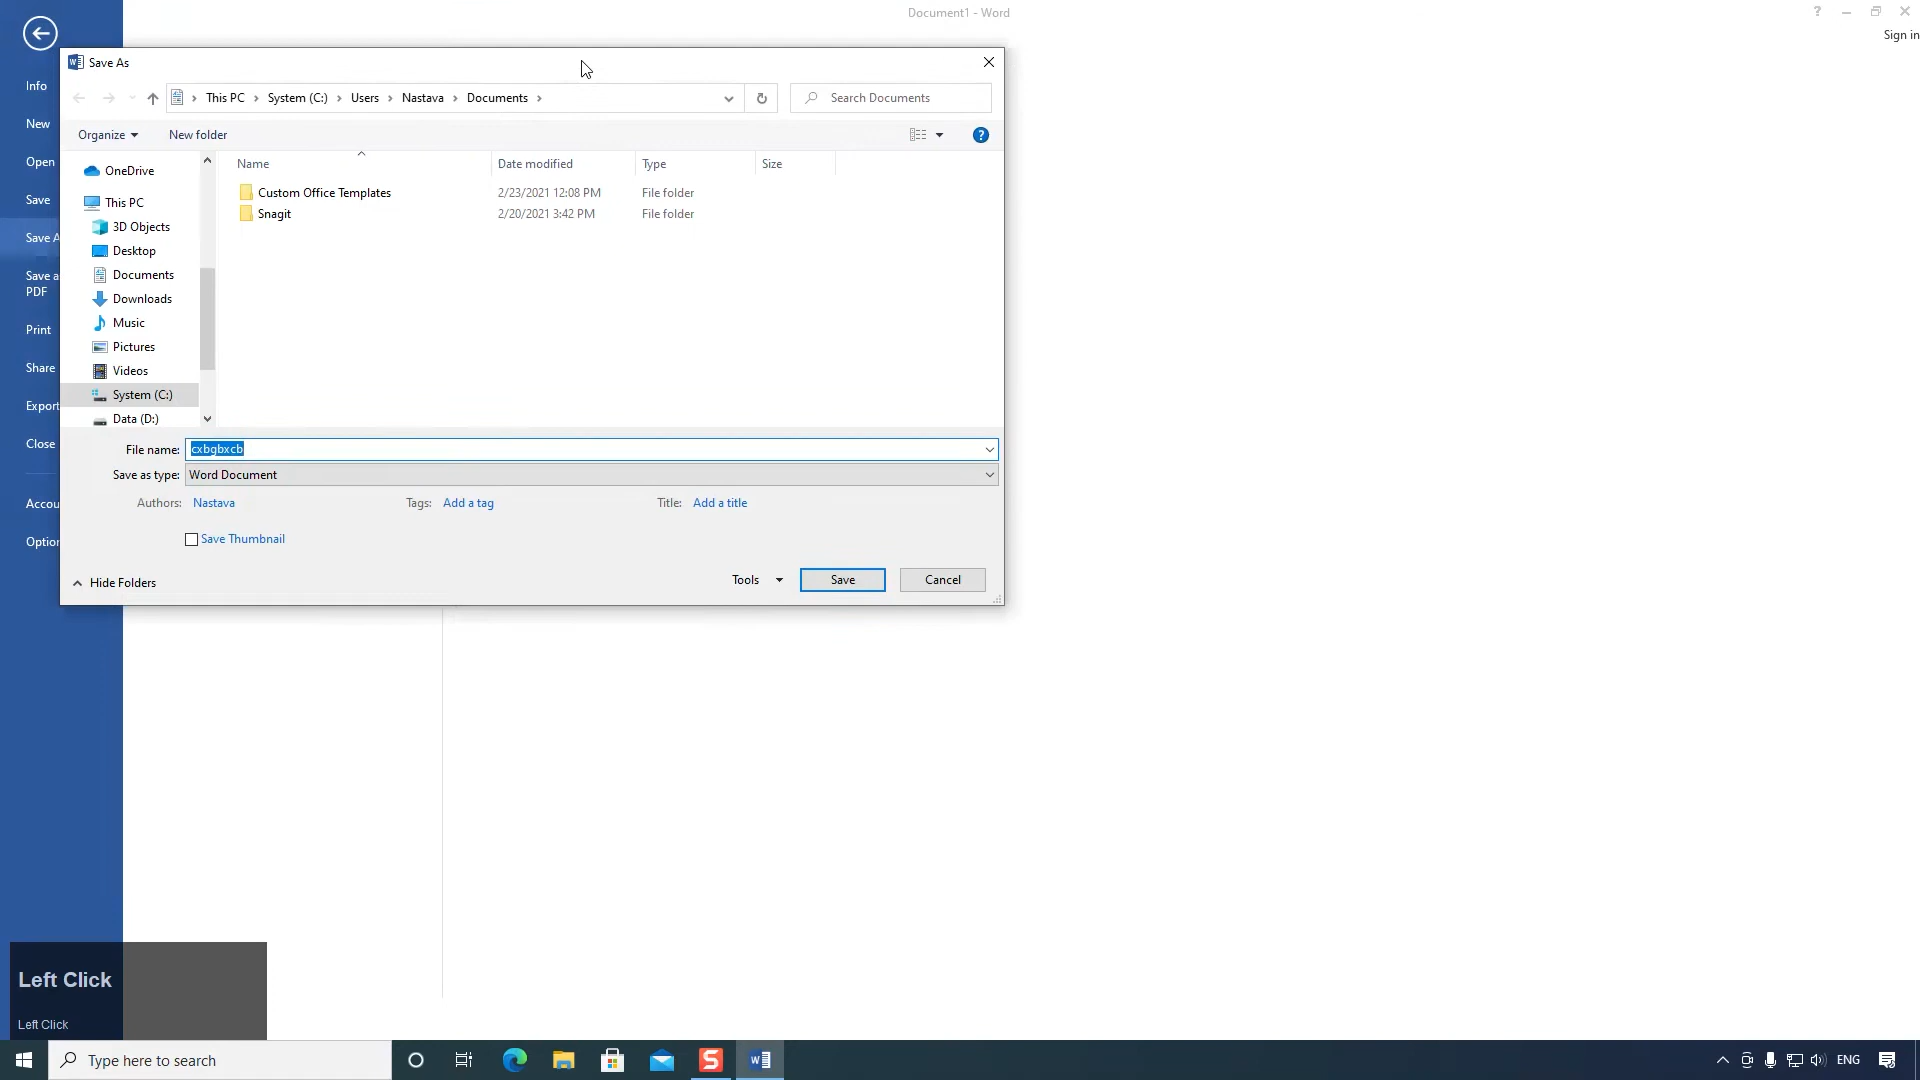 Document1 - Word
Sign in
Info
New
Open
Save
Save A
Save a
PDF
Print
Share
Export
Close
Accou
Option
Save As
This PC › System (C:) › Users › Nastava › Documents ›
Search Documents
Organize
New folder
Name
Date modified
Type
Size
Custom Office Templates
2/23/2021 12:08 PM
File folder
Snagit
2/20/2021 3:42 PM
File folder
OneDrive
This PC
3D Objects
Desktop
Documents
Downloads
Music
Pictures
Videos
System (C:)
Data (D:)
File name: cxbgbxcb
Save as type: Word Document
Authors: Nastava
Tags: Add a tag
Title: Add a title
Save Thumbnail
Hide Folders
Tools
Save
Cancel
Left Click
Left Click
Type here to search
ENG